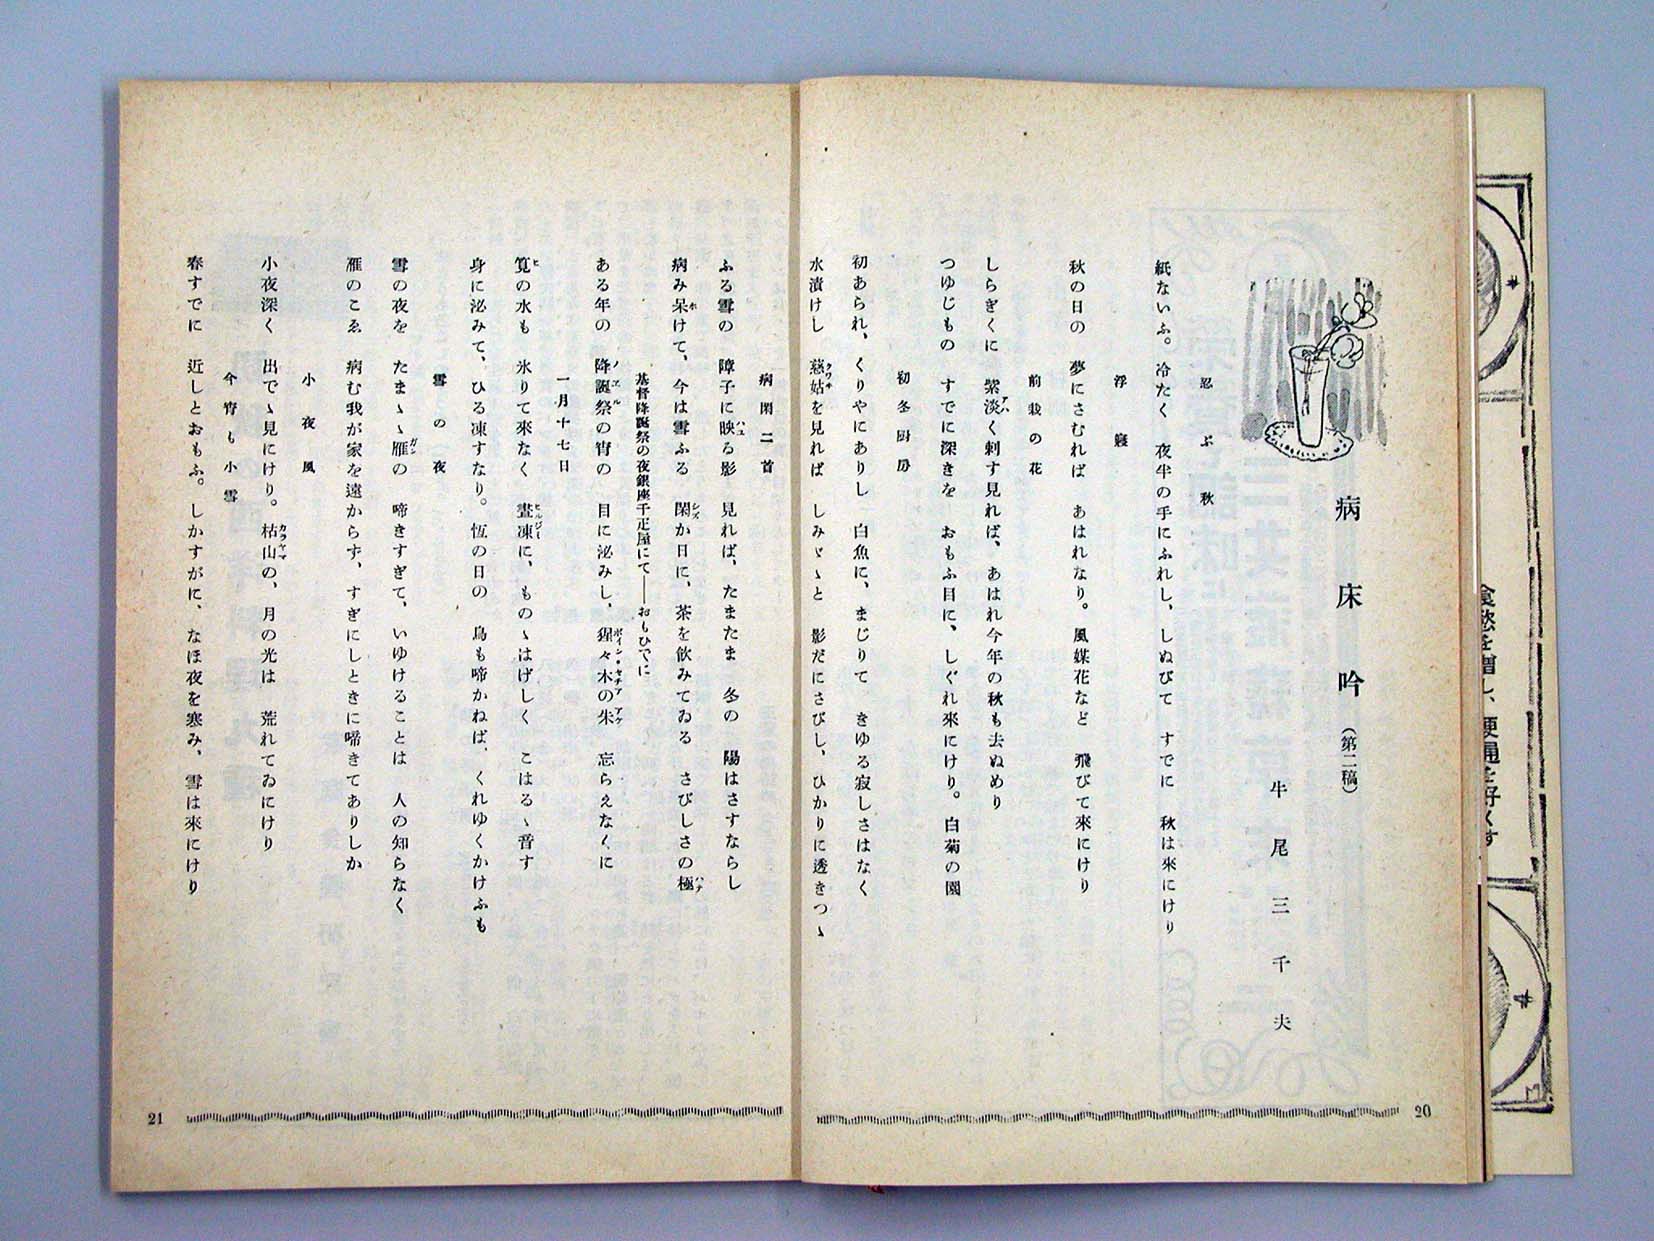 病床吟（第二稿）
牛尾三千夫
忍ぶ秋
紙ないふ。冷たく　夜半の手にふれし、しぬびて　すでに　秋は來にけり
浮寢
秋の日の　夢にさむれば　あはれなり。風媒花など　飛びて來にけり
前栽の花
しらぎくに　紫淡く刺す見れば、あはれ今年の秋も去ぬめり
つゆじもの　すでに深きを　おもふ目に、しぐれ來にけり。白菊の園
初冬厨房
初あられ、くりやにありし　白魚に、まじりて　きゆる寂しさはなく
水漬けし　慈姑を見れば　しみゞゝと　影だにさびし、ひかりに透きつゝ
20
病閑二首
ふる雪の　障子に映る影　見れば、たまたま　冬の　陽はさすならし
病み呆けて、今は雪ふる　閑か日に、茶を飲みてゐる　さびしさの極
基督降誕祭の夜銀座千疋屋にて――おもひでに
ある年の　降誕祭の宵の　目に泌みし、猩々木の朱　忘らえなくに
一月十七日
筧の水も　氷りて來なく　晝凍に、ものゝはげしく　こはるゝ音す
身に泌みて、ひる凍すなり。恆の日の　鳥も啼かねば、くれゆくかけふも
雪の夜
雪の夜を　たまゝゝ雁の　啼きすぎて、いゆけることは　人の知らなく
雁のこゑ　病む我が家を遠からず、すぎにしときに啼きてありしか
小夜風
小夜深く　出でゝ見にけり。枯山の、月の光は　荒れてゐにけり
今宵も小雪
春すでに　近しとおもふ。しかすがに、なほ夜を寒み、雪は來にけり
21
食慾を増し、便通を好くす